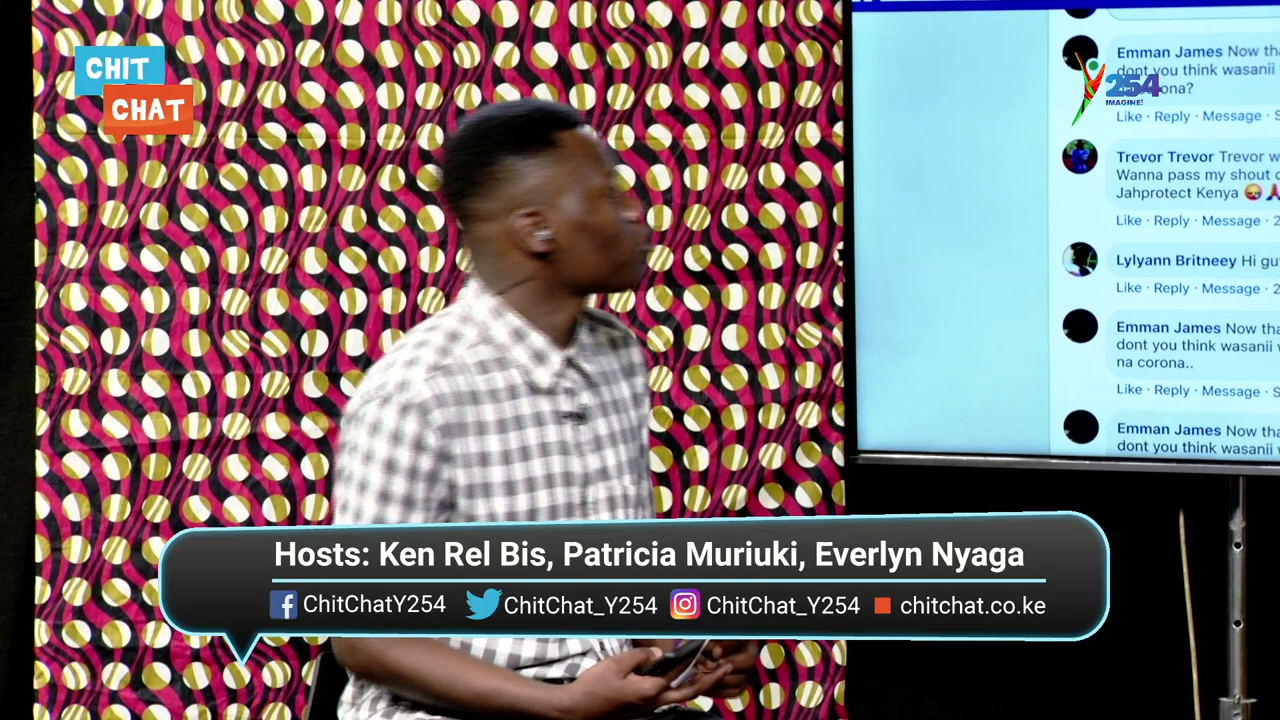 CHIT
CHAT
Emman James Now tha
dont you think wasanii
ona?
Like · Reply · Message · S
254
IMAGINE!
Trevor Trevor Trevor w
Wanna pass my shout o
Jahprotect Kenya
Like · Reply · Message · 2
Lylyann Britneey Hi gu
Like · Reply · Message · 2
Emman James Now tha
dont you think wasanii w
na corona..
Like · Reply · Message · S
Emman James Now tha
dont you think wasanii w
Hosts: Ken Rel Bis, Patricia Muriuki, Everlyn Nyaga
ChitChatY254 ChitChat_Y254 ChitChat_Y254 chitchat.co.ke